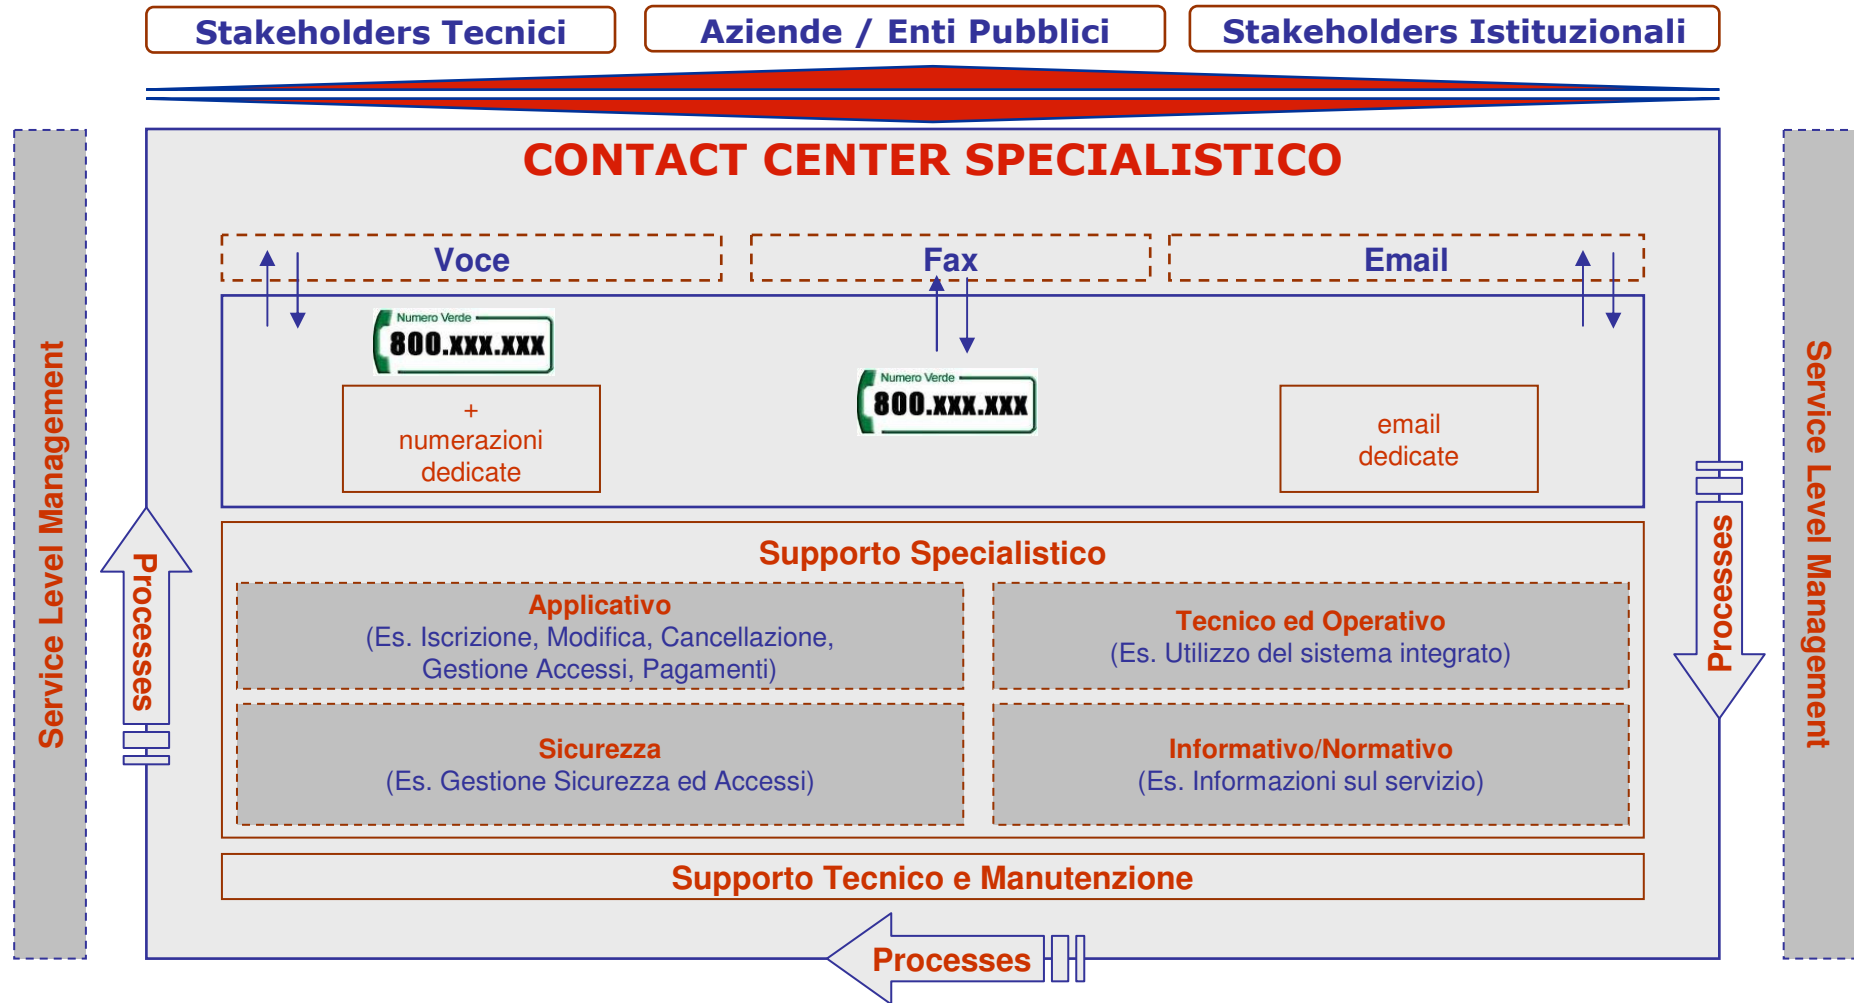 Stakeholders Tecnici
Aziende / Enti Pubblici
Stakeholders Istituzionali
CONTACT CENTER SPECIALISTICO
Voce
Fax
Email
Numero Verde
800.xxx.xxx
Numero Verde
800.xxx.xxx
+
numerazioni
dedicate
email
dedicate
Service Level Management
Service Level Management
Processes
Processes
Supporto Specialistico
Applicativo
(Es. Iscrizione, Modifica, Cancellazione,
Gestione Accessi, Pagamenti)
Tecnico ed Operativo
(Es. Utilizzo del sistema integrato)
Sicurezza
(Es. Gestione Sicurezza ed Accessi)
Informativo/Normativo
(Es. Informazioni sul servizio)
Supporto Tecnico e Manutenzione
Processes